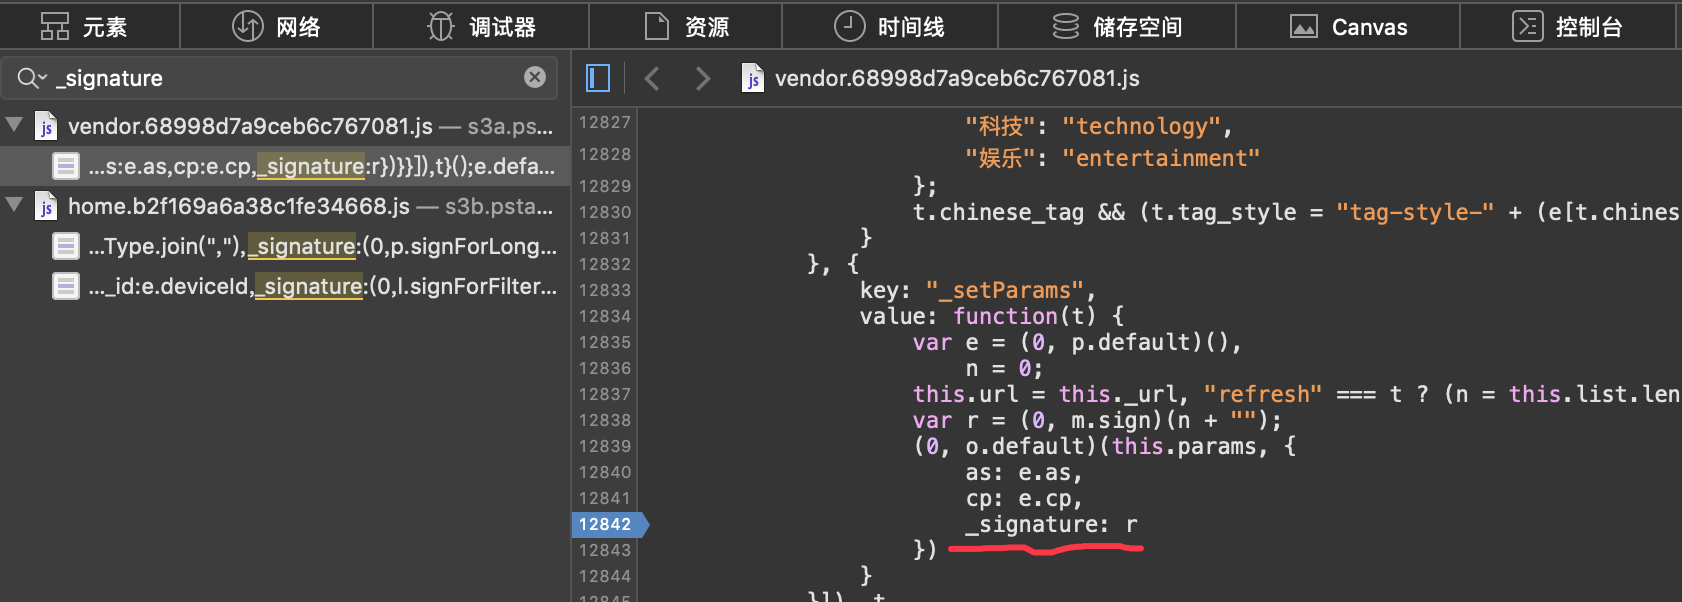 元素 网络 调试器 资源 时间线 储存空间 Canvas 控制台
_signature
vendor.68998d7a9ceb6c767081.js — s3a.ps...
...s:e.as,cp:e.cp,_signature:r})}}]),t}();e.defa...
home.b2f169a6a38c1fe34668.js — s3b.psta...
...Type.join(","),_signature:(0,p.signForLong...
..._id:e.deviceId,_signature:(0,l.signForFilter...
vendor.68998d7a9ceb6c767081.js
12827 "科技": "technology",
12828 "娱乐": "entertainment"
12829 };
12830 t.chinese_tag && (t.tag_style = "tag-style-" + (e[t.chines
12831 }
12832 }, {
12833 key: "_setParams",
12834 value: function(t) {
12835 var e = (0, p.default)(),
12836 n = 0;
12837 this.url = this._url, "refresh" === t ? (n = this.list.len
12838 var r = (0, m.sign)(n + "");
12839 (0, o.default)(this.params, {
12840 as: e.as,
12841 cp: e.cp,
12842 _signature: r
12843 })
12844 }
12845 }]), t